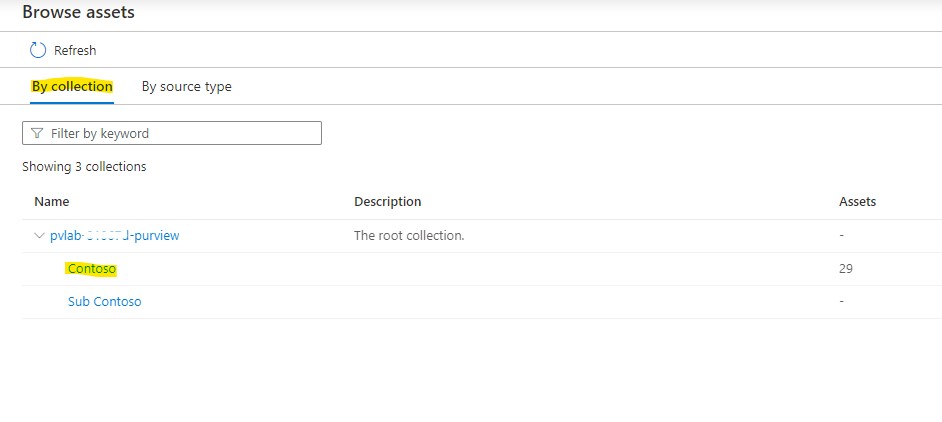 Browse assets
Refresh
By collection By source type
Filter by keyword
Showing 3 collections
Name Description Assets
pvlab- -purview The root collection. -
Contoso 29
Sub Contoso -